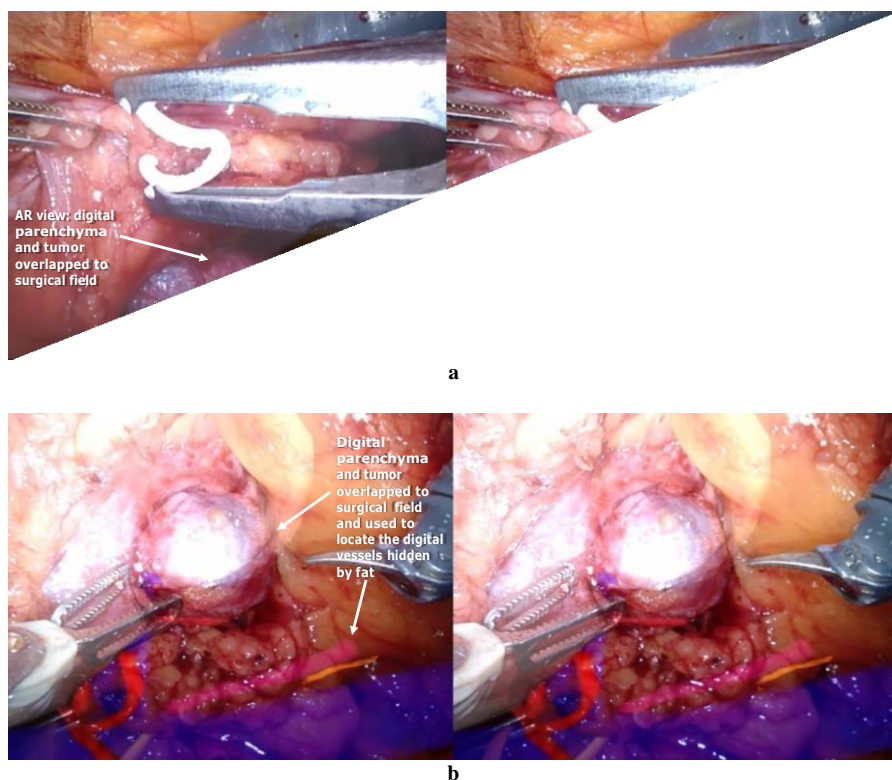 AR view: digital
parenchyma
and tumor
overlapped to
surgical field
a
Digital
parenchyma
and tumor
overlapped to
surgical field
and used to
locate the digital
vessels hidden
by fat
b